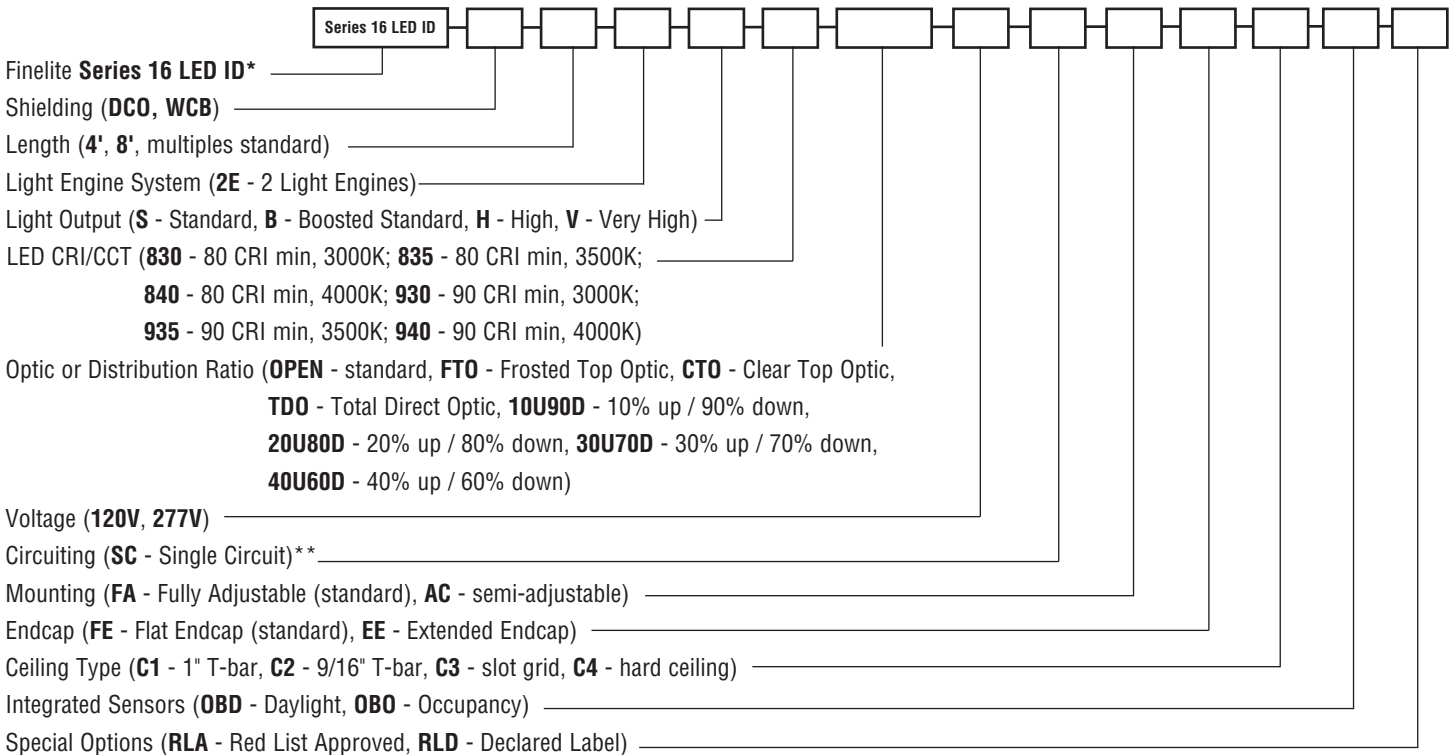 Series 16 LED ID
Finelite Series 16 LED ID*
Shielding (DCO, WCB)
Length (4', 8', multiples standard)
Light Engine System (2E - 2 Light Engines)
Light Output (S - Standard, B - Boosted Standard, H - High, V - Very High)
LED CRI/CCT (830 - 80 CRI min, 3000K; 835 - 80 CRI min, 3500K;
840 - 80 CRI min, 4000K; 930 - 90 CRI min, 3000K;
935 - 90 CRI min, 3500K; 940 - 90 CRI min, 4000K)
Optic or Distribution Ratio (OPEN - standard, FTO - Frosted Top Optic, CTO - Clear Top Optic,
TDO - Total Direct Optic, 10U90D - 10% up / 90% down,
20U80D - 20% up / 80% down, 30U70D - 30% up / 70% down,
40U60D - 40% up / 60% down)
Voltage (120V, 277V)
Circuiting (SC - Single Circuit)**
Mounting (FA - Fully Adjustable (standard), AC - semi-adjustable)
Endcap (FE - Flat Endcap (standard), EE - Extended Endcap)
Ceiling Type (C1 - 1" T-bar, C2 - 9/16" T-bar, C3 - slot grid, C4 - hard ceiling)
Integrated Sensors (OBD - Daylight, OBO - Occupancy)
Special Options (RLA - Red List Approved, RLD - Declared Label)